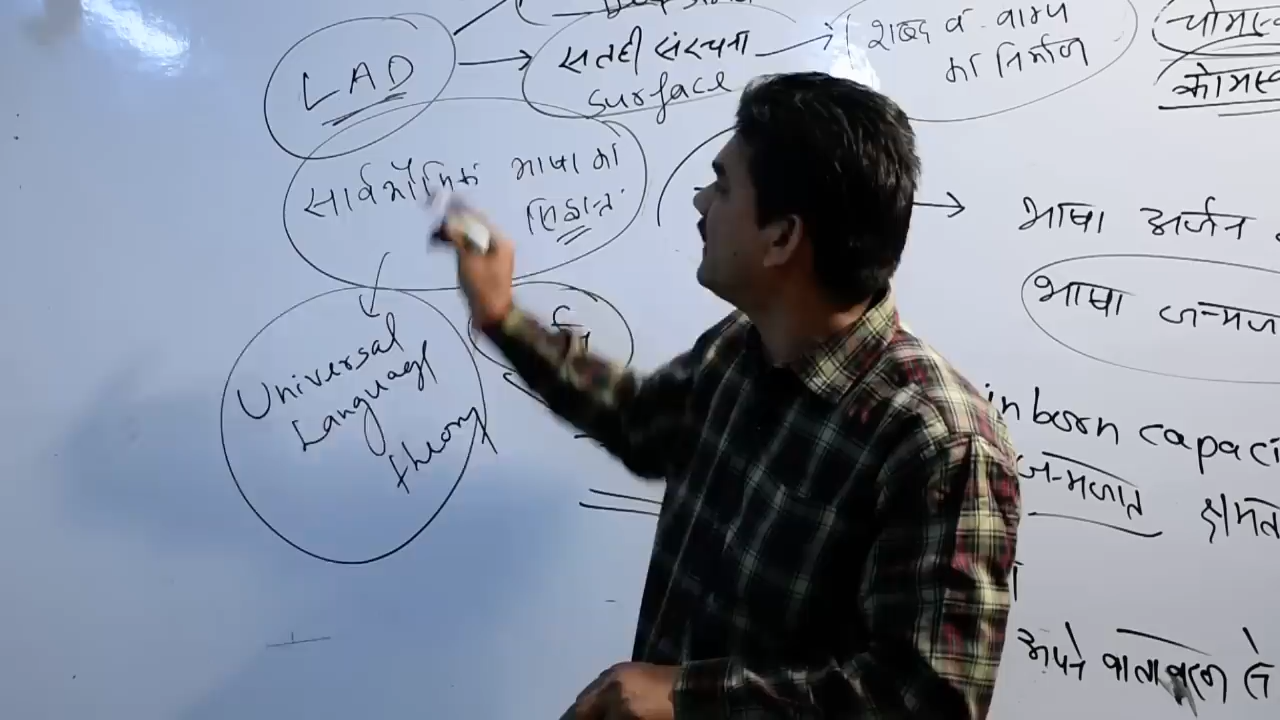 LAD
सतही संरचना
surface
शब्द व वाक्य
का निर्माण
सार्वभौमिक भाषा का
सिद्धान्त
Universal
Language
theory
भाषा अर्जन
भाषा जन्मजा
inborn capaci
जन्मजात क्षमत
अपने वातावरण से